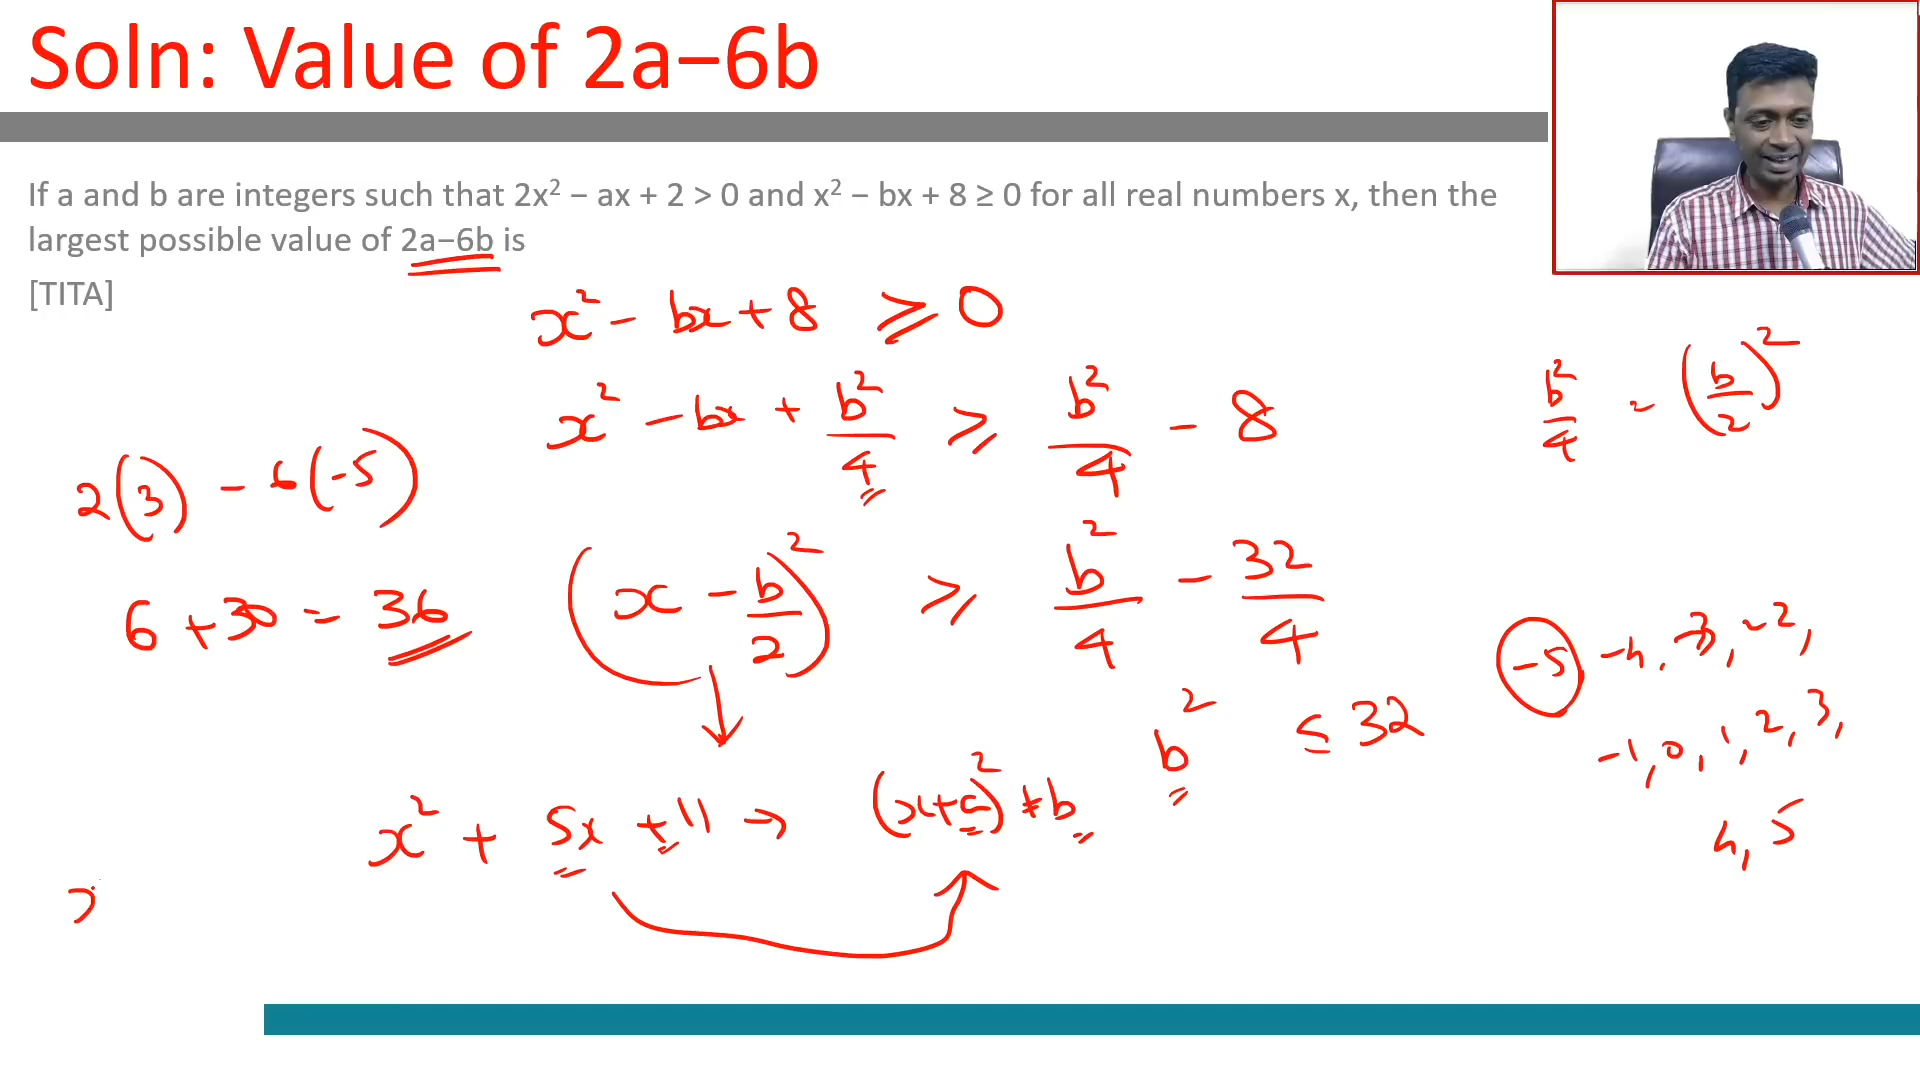 Soln: Value of 2a−6b
If a and b are integers such that 2x² − ax + 2 > 0 and x² − bx + 8 ≥ 0 for all real numbers x, then the
largest possible value of 2a−6b is
[TITA]
x² − bx + 8 ≥ 0
x² − bx + b²/4 ≥ b²/4 − 8
b²/4 = (b/2)²
2(3) − 6(−5)
(x − b/2)² ≥ b²/4 − 32/4
6 + 30 = 36
−5 −4, −3, −2,
−1, 0, 1, 2, 3,
4, 5
b² ≤ 32
x² + 5x + 11 → (x+a)² + b